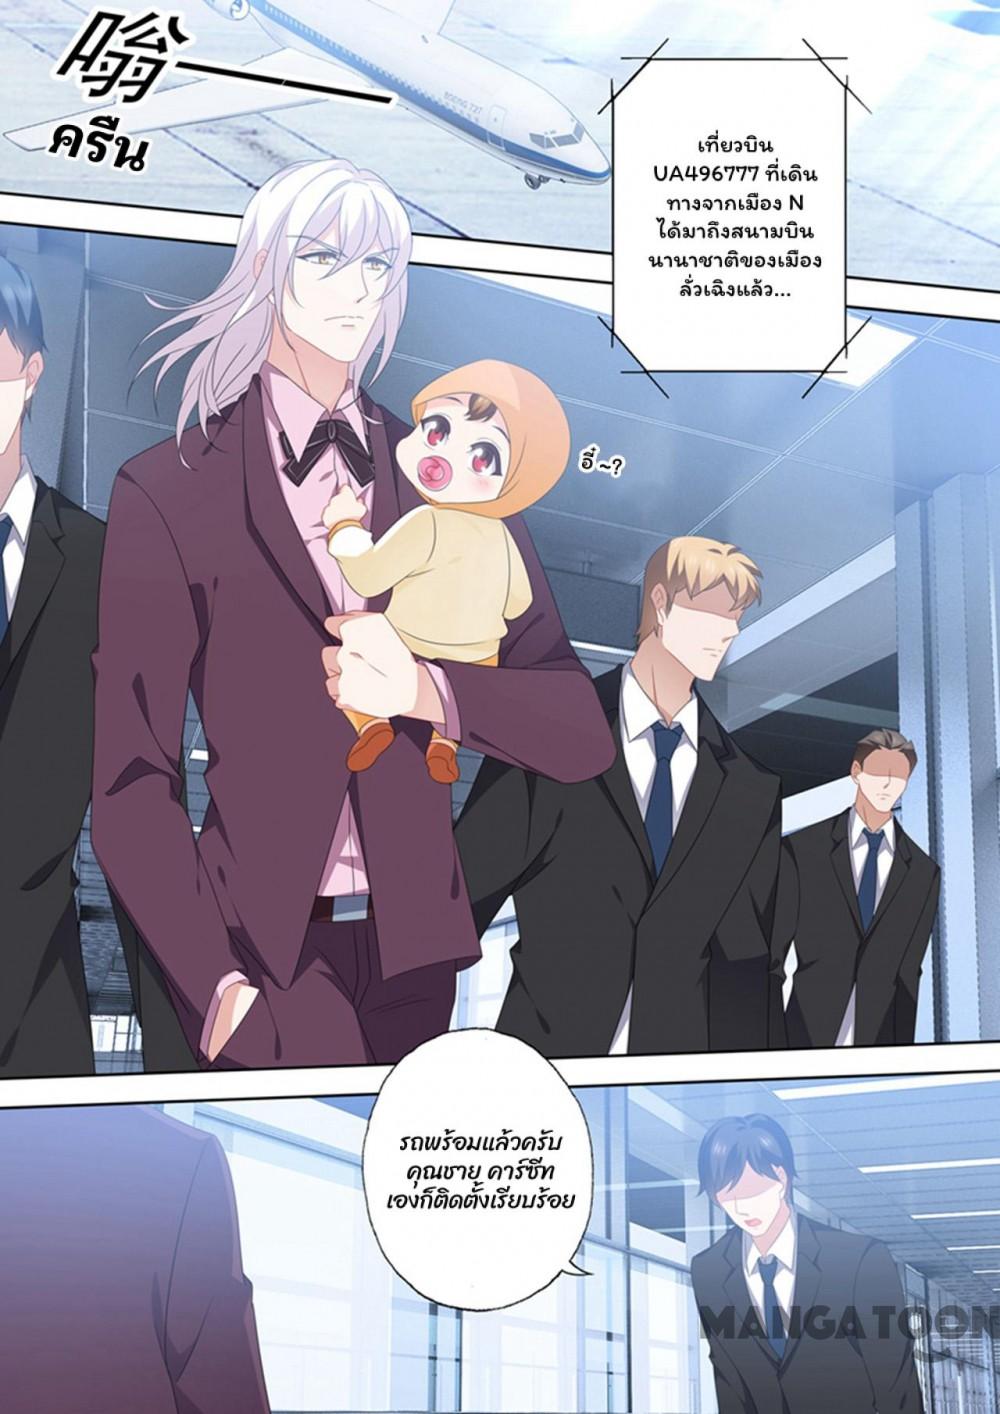 嗡——
ครืน
BOEING 737
เที่ยวบิน
UA496777 ที่เดิน
ทางจากเมือง N
ได้มาถึงสนามบิน
นานาชาติของเมือง
ลั่วเฉิงแล้ว...
อี๋ ~?
รถพร้อมแล้วครับ
คุณชาย คาร์ซีท
เองก็ติดตั้งเรียบร้อย
MANGATOON